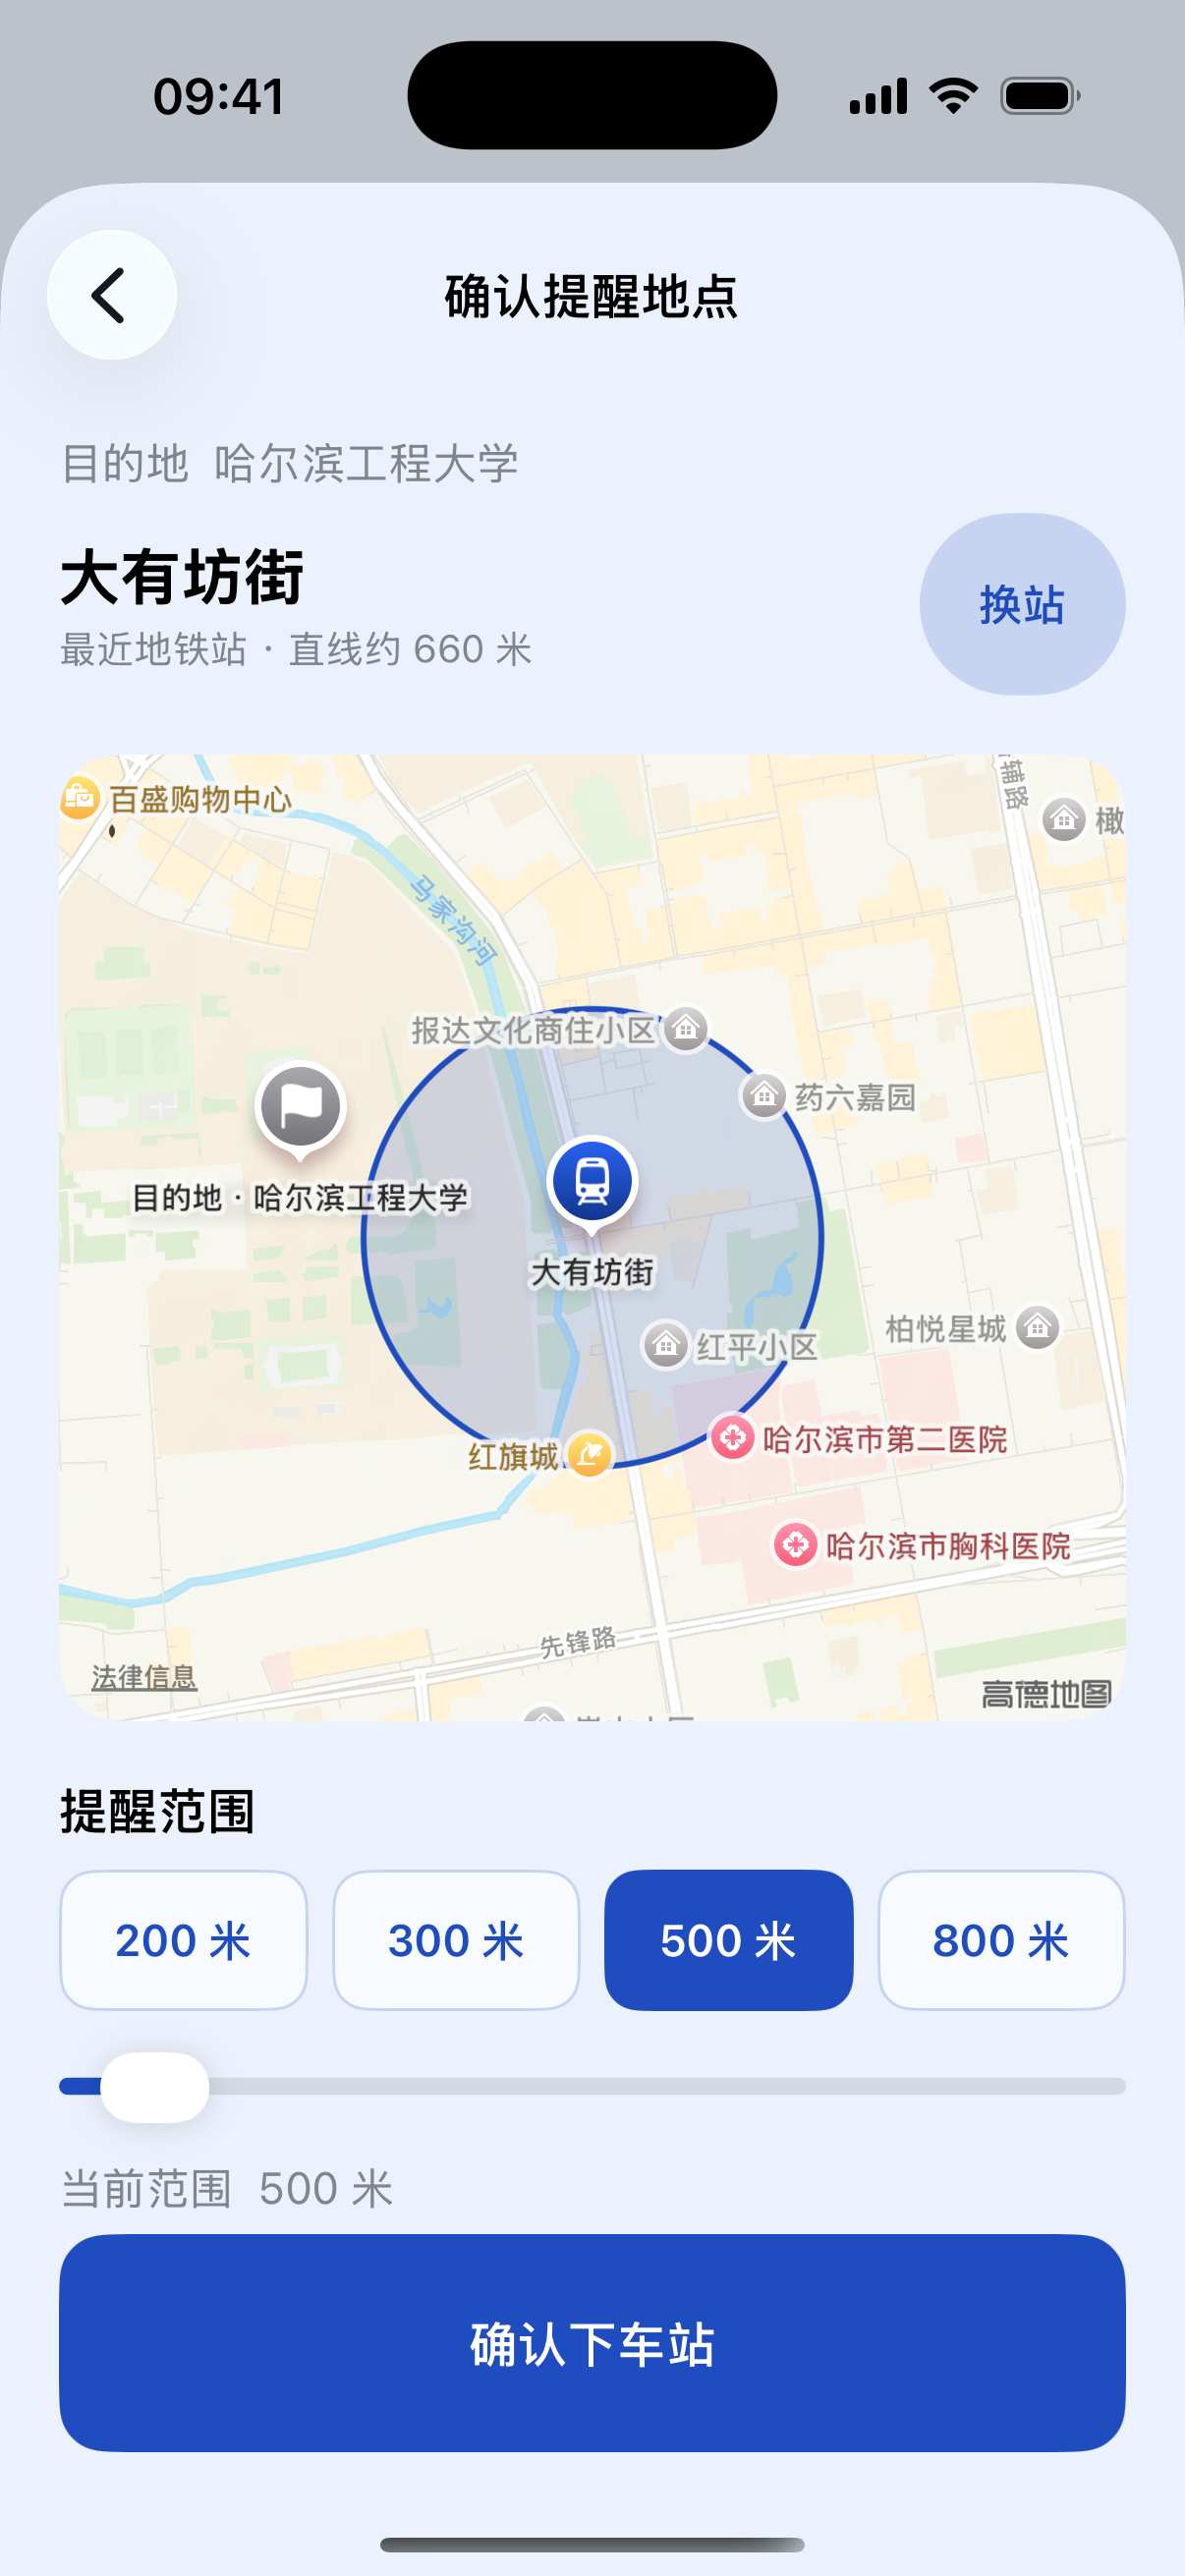 09:41
确认提醒地点
目的地 哈尔滨工程大学
大有坊街
最近地铁站 · 直线约 660 米
换站
百盛购物中心
辅路
橄
马家沟河
报达文化商住小区
药六嘉园
目的地 · 哈尔滨工程大学
大有坊街
红平小区
柏悦星城
哈尔滨市第二医院
红旗城
哈尔滨市胸科医院
先锋路
法律信息
高德地图
提醒范围
200 米
300 米
500 米
800 米
当前范围 500 米
确认下车站